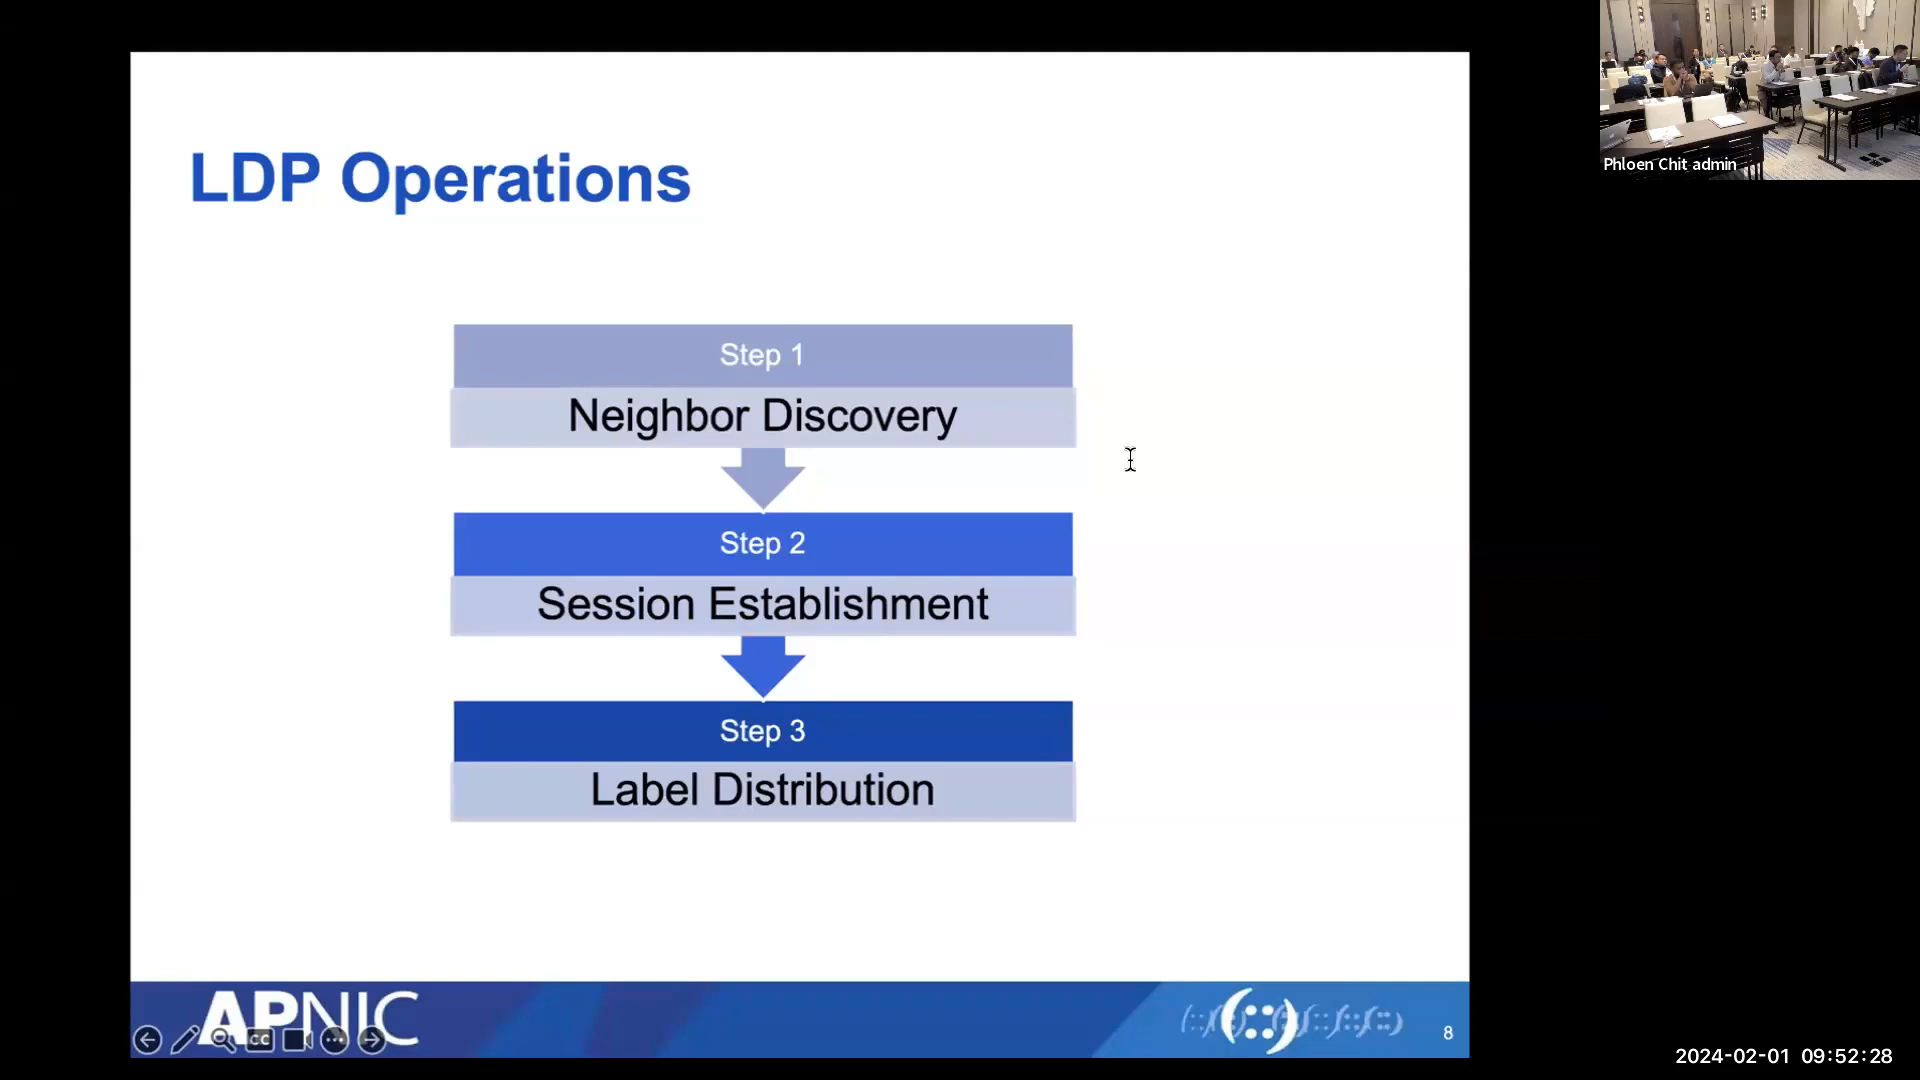 LDP Operations
Step 1
Neighbor Discovery
Step 2
Session Establishment
Step 3
Label Distribution
APNIC
CC
8
Phloen Chit admin
2024-02-01 09:52:28